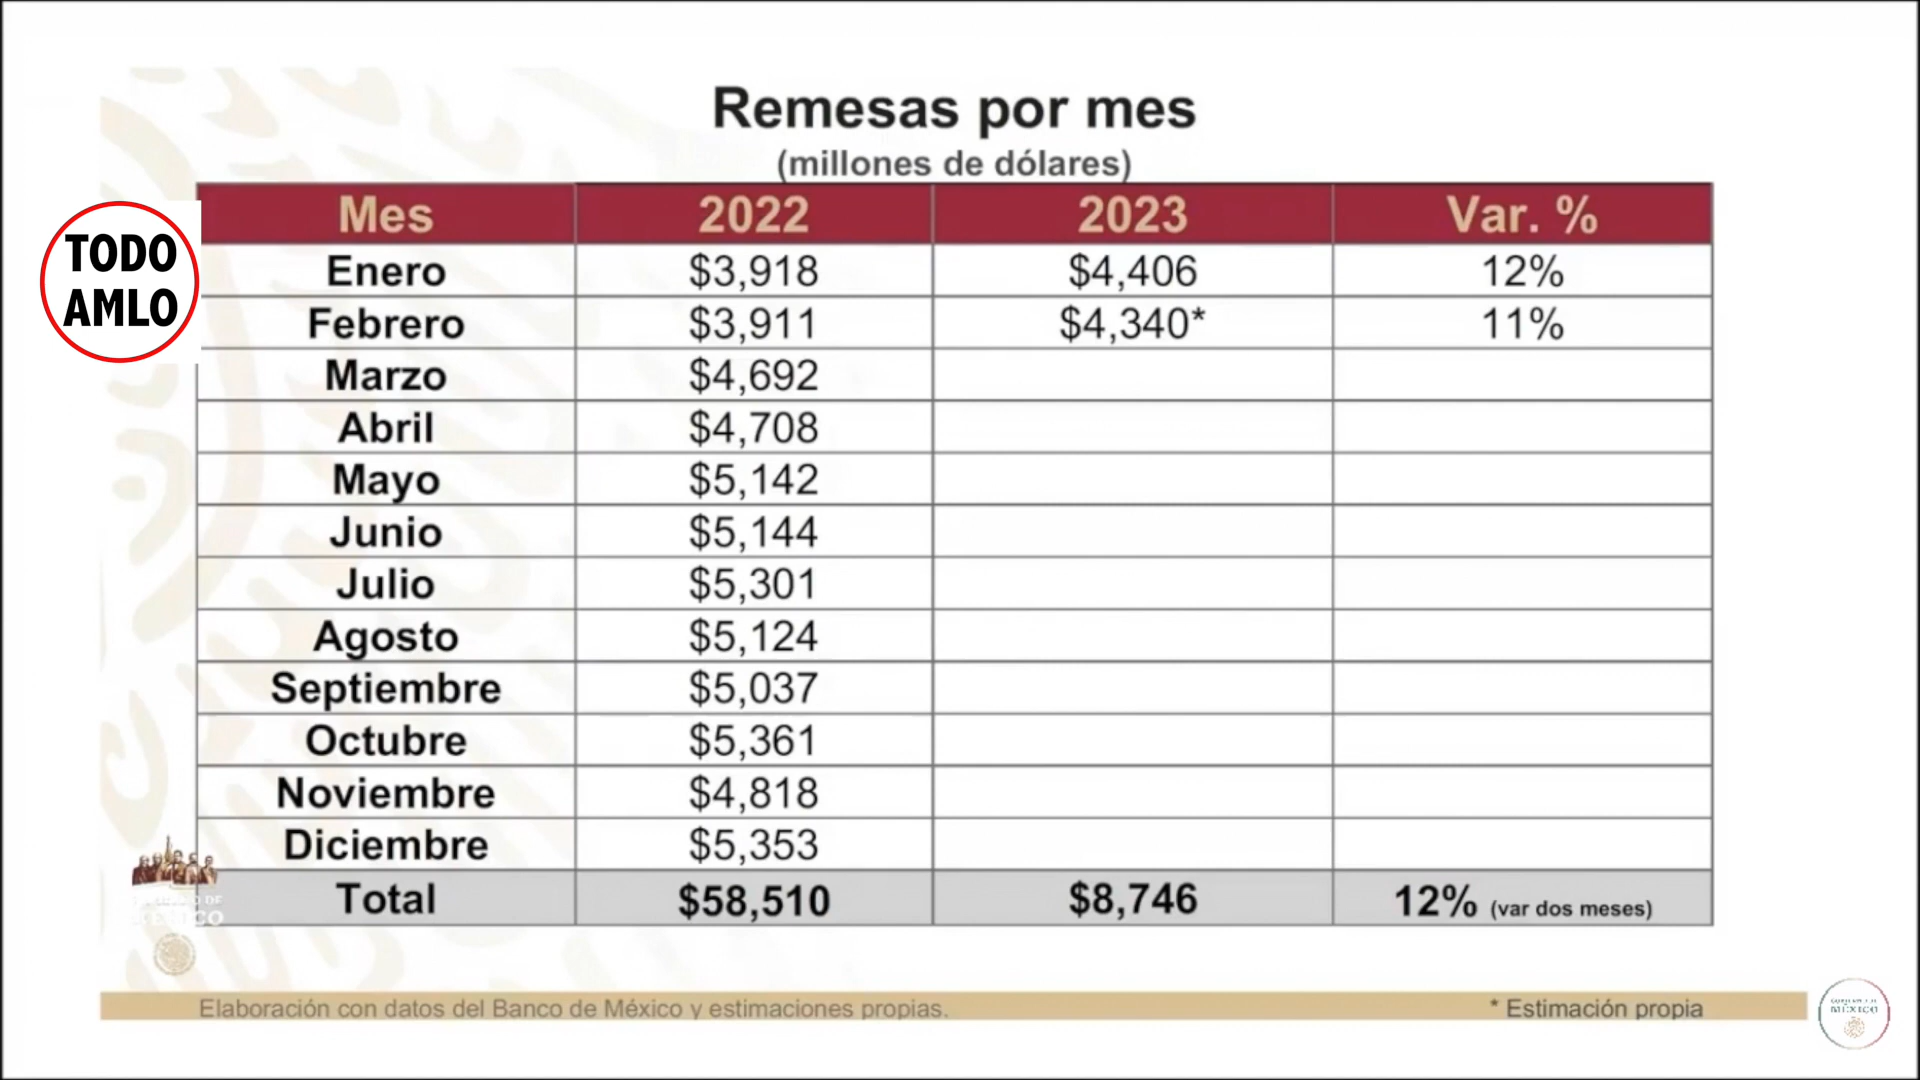 Remesas por mes
(millones de dólares)
TODO
AMLO
Mes 2022 2023 Var. %
Enero $3,918 $4,406 12%
Febrero $3,911 $4,340* 11%
Marzo $4,692
Abril $4,708
Mayo $5,142
Junio $5,144
Julio $5,301
Agosto $5,124
Septiembre $5,037
Octubre $5,361
Noviembre $4,818
Diciembre $5,353
Total $58,510 $8,746 12% (var dos meses)
Elaboración con datos del Banco de México y estimaciones propias.
* Estimación propia
MÉXICO